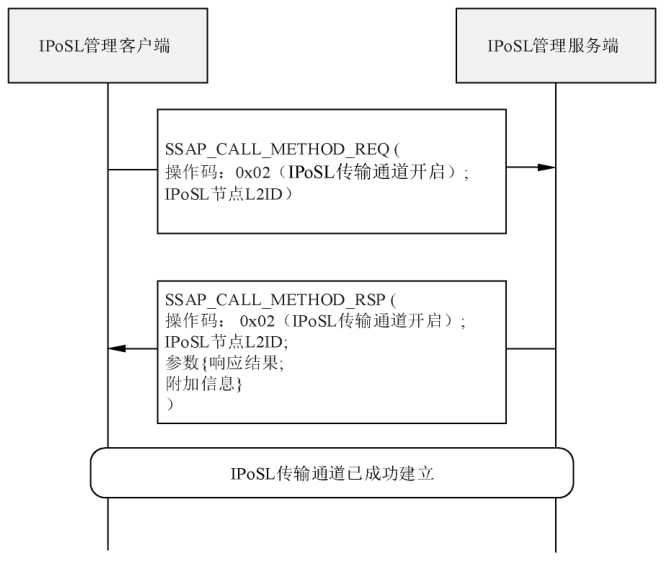 IPoSL管理客户端
IPoSL管理服务端
SSAP_CALL_METHOD_REQ (
操作码：0x02（IPoSL传输通道开启）;
IPoSL节点L2ID）
SSAP_CALL_METHOD_RSP (
操作码： 0x02（IPoSL传输通道开启）;
IPoSL节点L2ID;
参数{响应结果;
附加信息}
）
IPoSL传输通道已成功建立